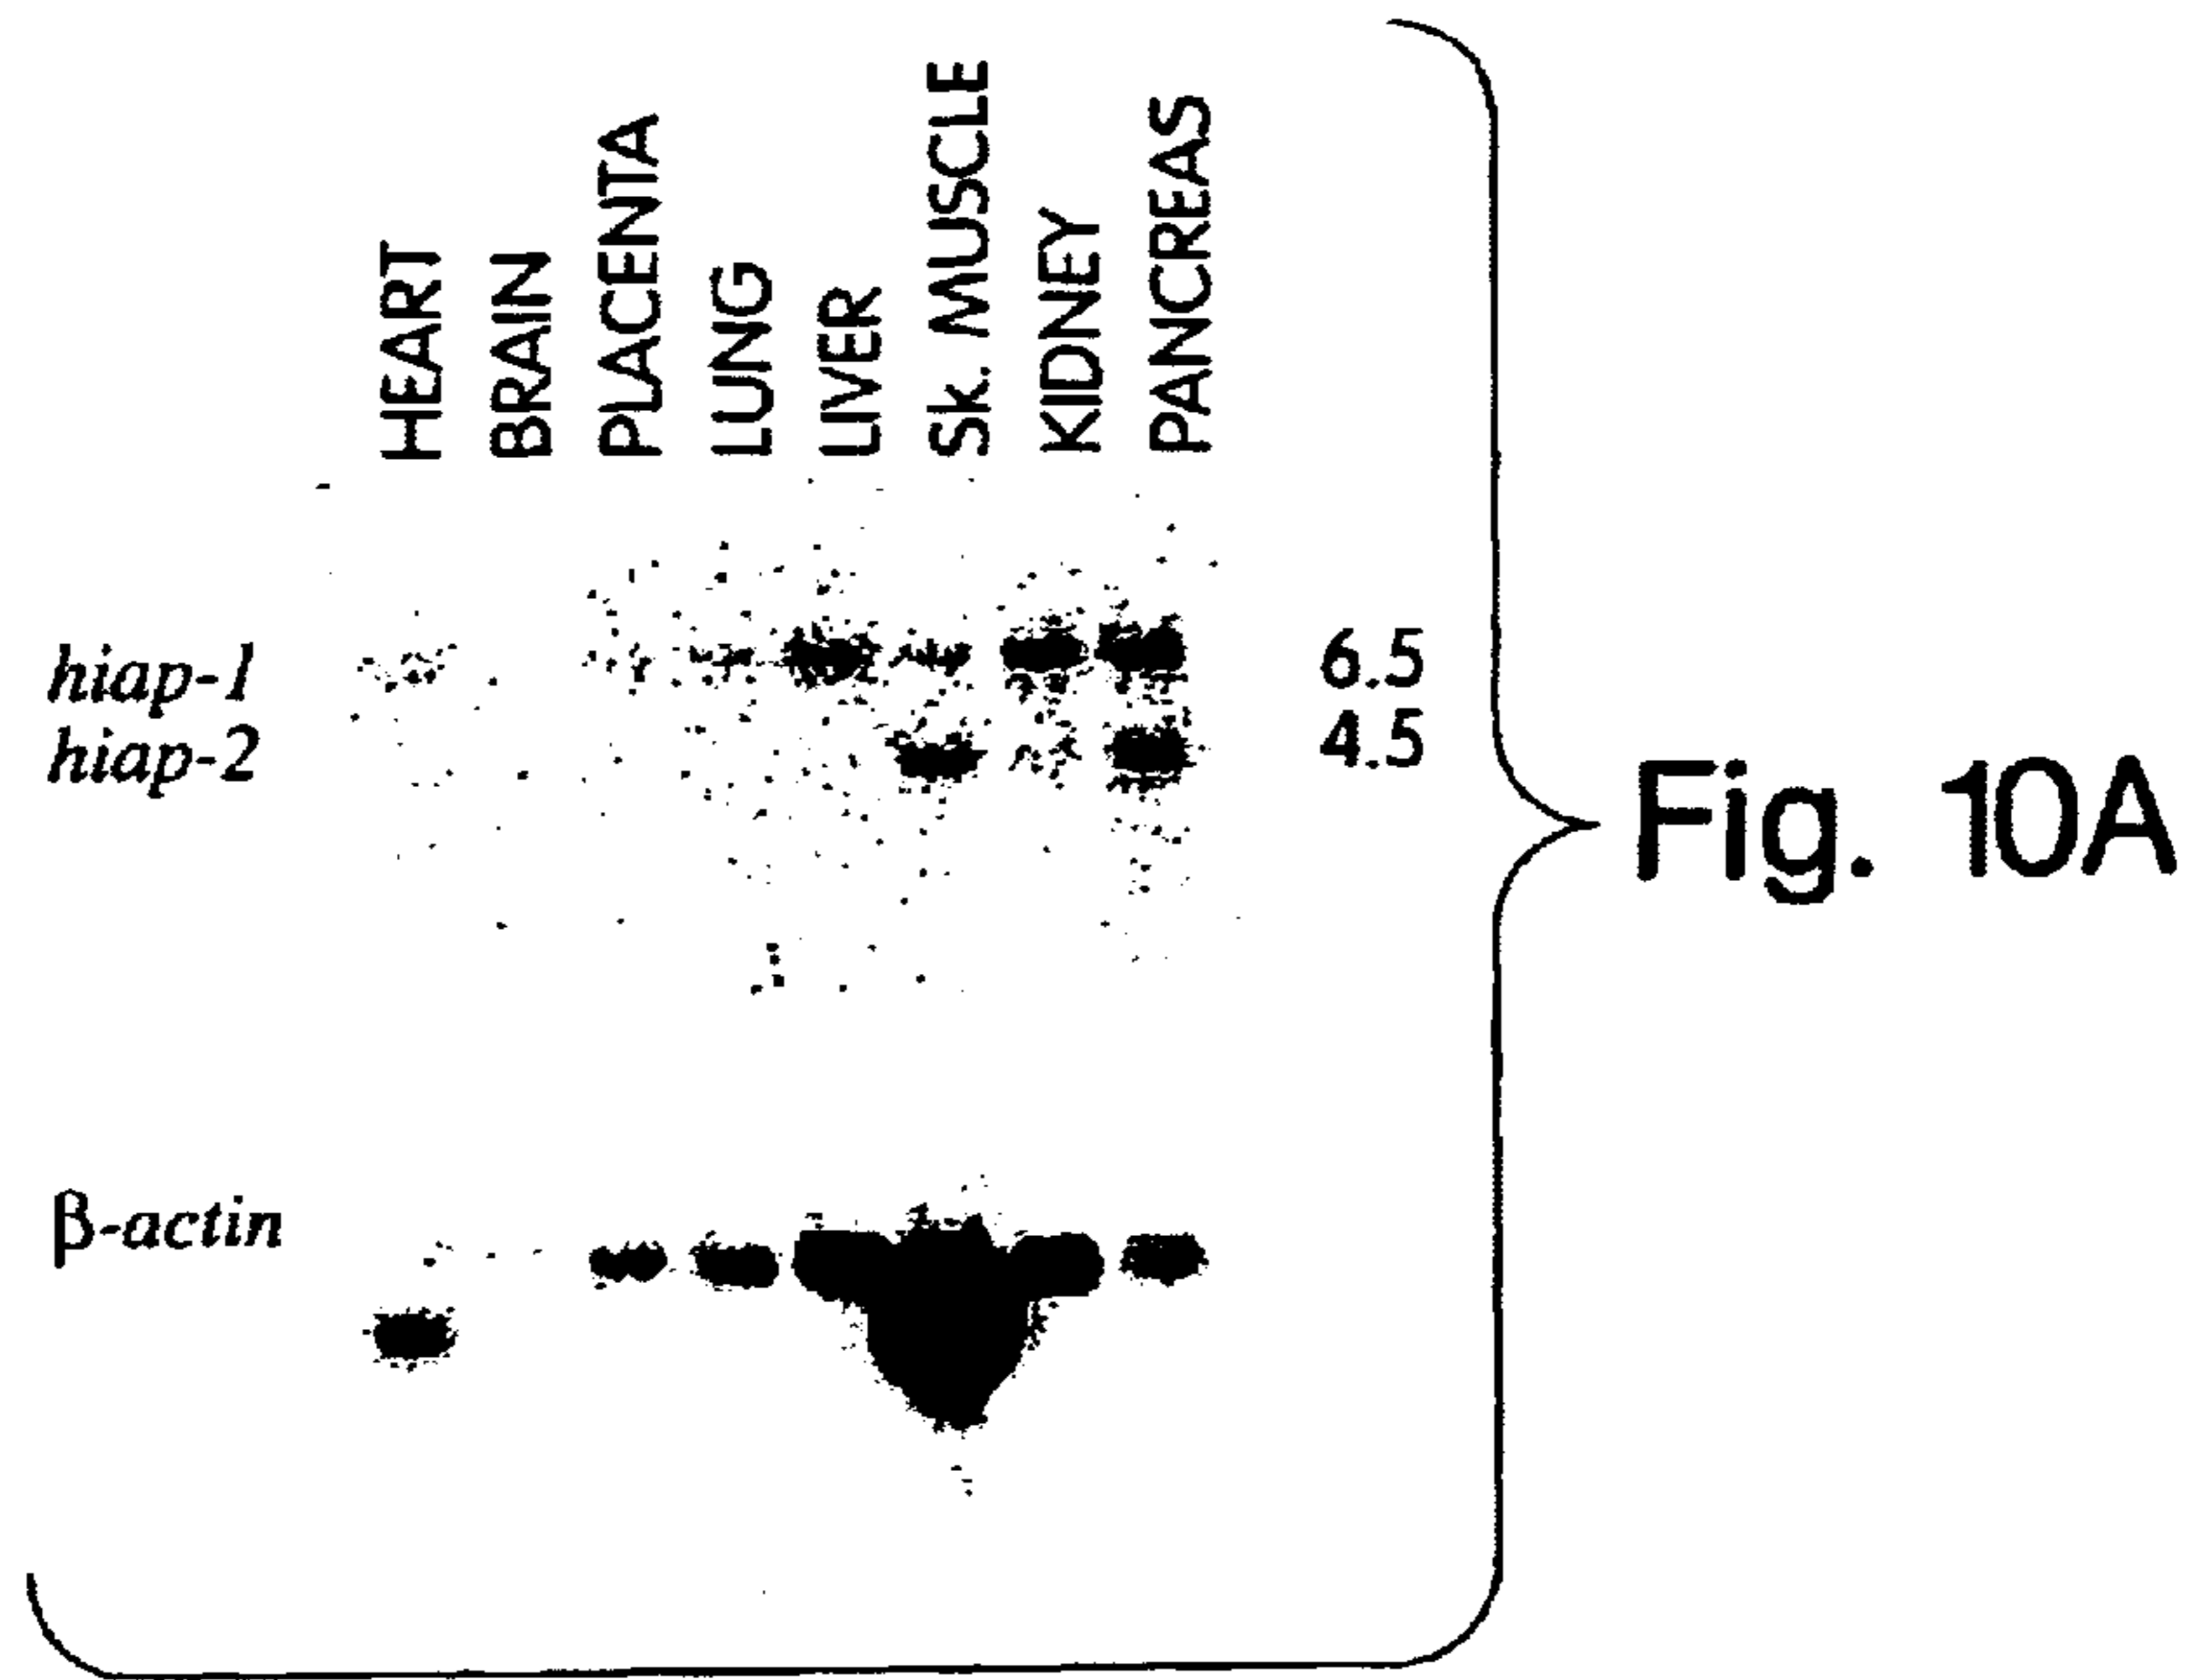 HEART
BRAIN
PLACENTA
LUNG
LIVER
Sk. MUSCLE
KIDNEY
PANCREAS
hiap-1
6.5
hiap-2
4.5
β-actin
Fig. 10A